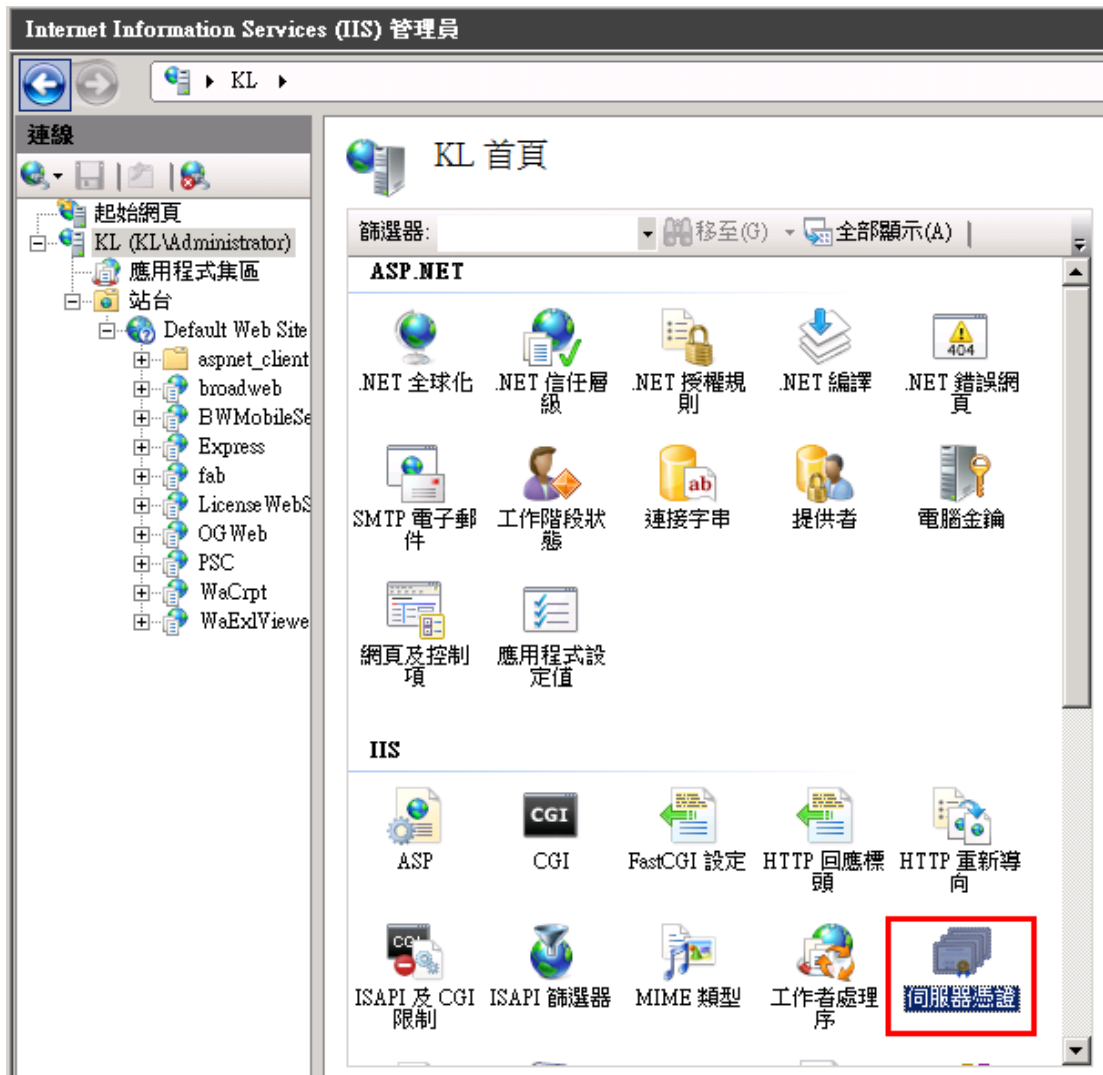 Internet Information Services (IIS) 管理員
KL
連線
起始網頁
KL (KL\Administrator)
應用程式集區
站台
Default Web Site
aspnet_client
broadweb
BWMobileSe
Express
fab
LicenseWebS
OGWeb
PSC
WaCrpt
WaExlViewe
KL 首頁
篩選器:
移至(G)
全部顯示(A)
ASP.NET
404
.NET 全球化 .NET 信任層 .NET 授權規 .NET 編譯 .NET 錯誤網
級 則 頁
ab
SMTP 電子郵 工作階段狀 連接字串 提供者 電腦金鑰
件 態
網頁及控制 應用程式設
項 定值
IIS
CGI
ASP CGI FastCGI 設定 HTTP 回應標 HTTP 重新導
頭 向
CGI
ISAPI 及 CGI ISAPI 篩選器 MIME 類型 工作者處理 伺服器憑證
限制 序